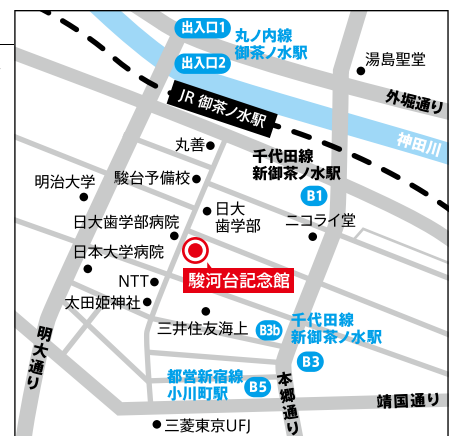 出入口1
丸ノ内線
御茶ノ水駅
出入口2
湯島聖堂
外堀通り
JR 御茶ノ水駅
神田川
丸善
千代田線
新御茶ノ水駅
B1
明治大学
駿台予備校
日大
歯学部
ニコライ堂
日大歯学部病院
日本大学病院
駿河台記念館
NTT
太田姫神社
三井住友海上
B3b
千代田線
新御茶ノ水駅
B3
明大通り
都営新宿線
小川町駅
B5
本郷通り
靖国通り
三菱東京UFJ